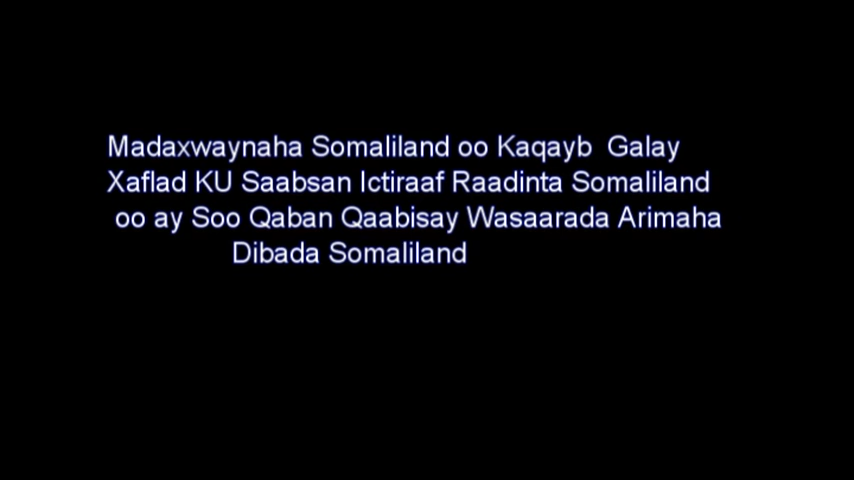 Madaxwaynaha Somaliland oo Kaqayb Galay
Xaflad KU Saabsan Ictiraaf Raadinta Somaliland
oo ay Soo Qaban Qaabisay Wasaarada Arimaha
Dibada Somaliland